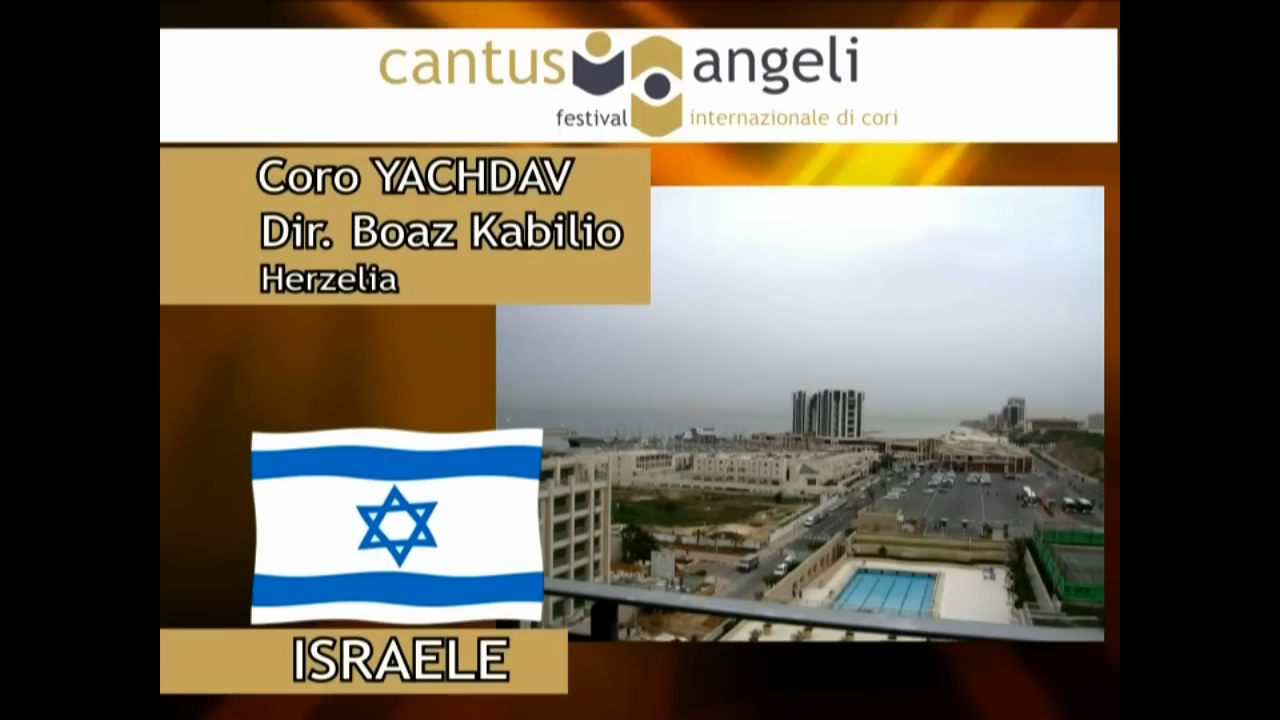 cantus angeli
festival internazionale di cori
Coro YACHDAV
Dir. Boaz Kabilio
Herzelia
ISRAELE